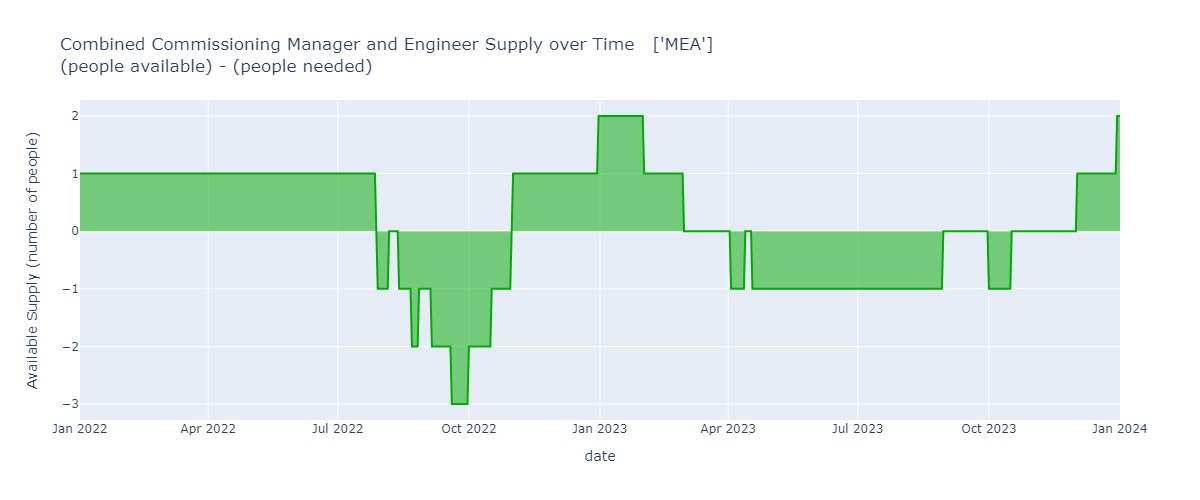 Combined Commissioning Manager and Engineer Supply over Time ['MEA']
(people available) - (people needed)
Available Supply (number of people)
2
1
0
−1
−2
−3
Jan 2022 Apr 2022 Jul 2022 Oct 2022 Jan 2023 Apr 2023 Jul 2023 Oct 2023 Jan 2024
date